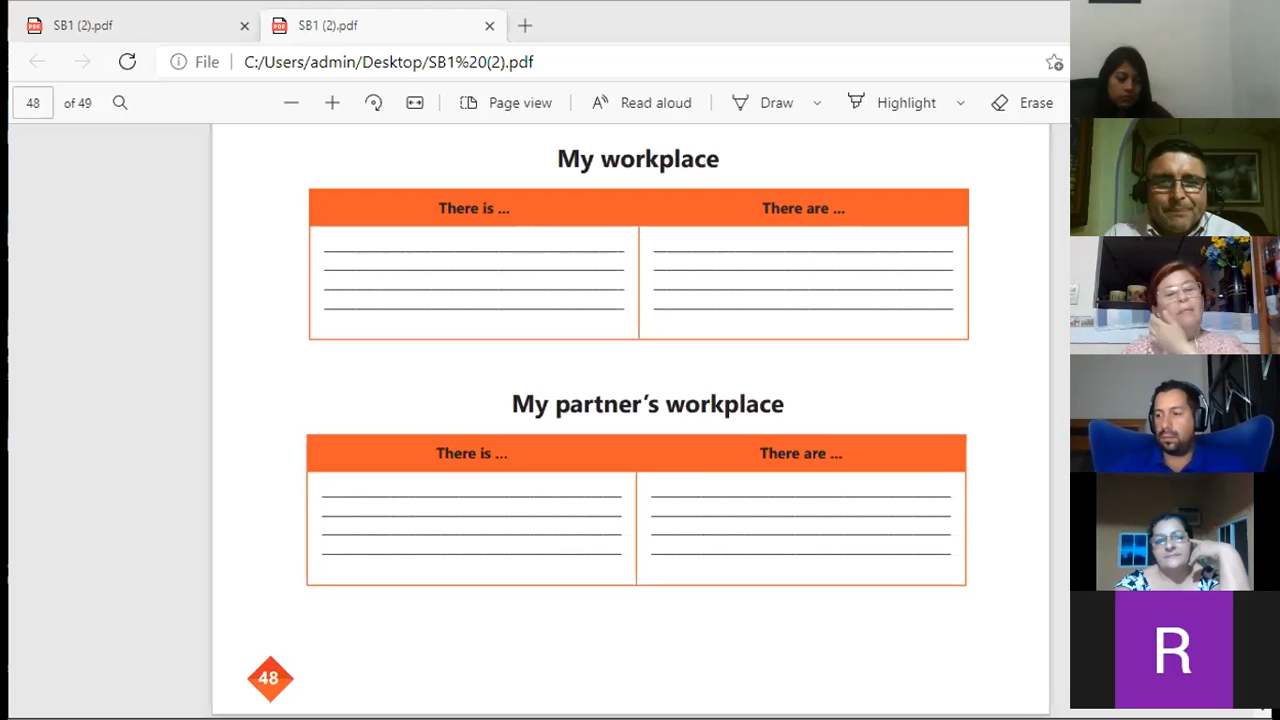 SB1 (2).pdf
SB1 (2).pdf
File
C:/Users/admin/Desktop/SB1%20(2).pdf
48 of 49
Page view
Read aloud
Draw
Highlight
Erase
My workplace
There is ...
There are ...
My partner's workplace
There is ...
There are ...
48
R